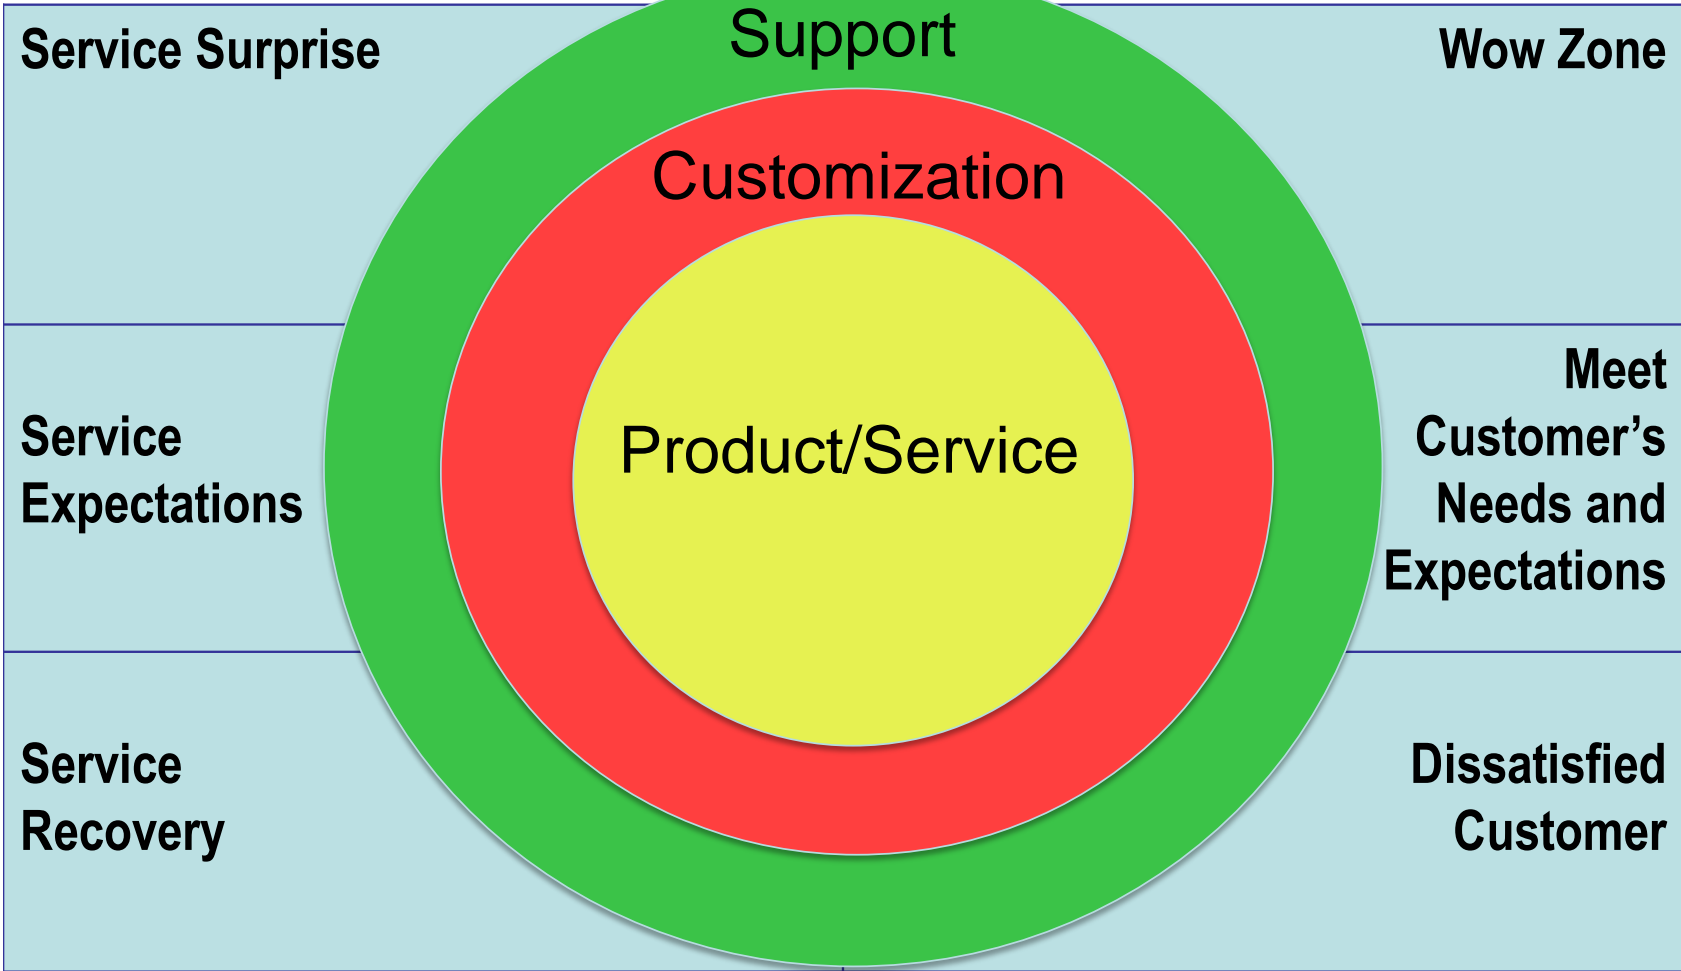 Support
Service Surprise
Wow Zone
Customization
Meet
Customer’s
Needs and
Expectations
Service
Expectations
Product/Service
Service
Recovery
Dissatisfied
Customer